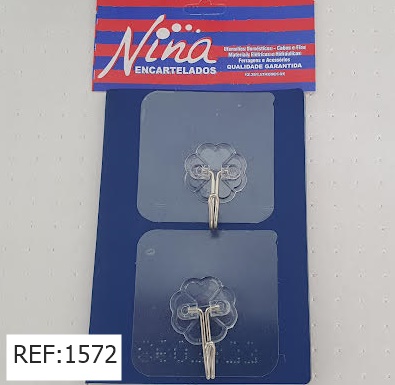 Nina
ENCARTELADOS
Utensílios Domésticos - Cabos e Fios
Materiais Elétricos e Hidráulicos
Ferragens e Acessórios
QUALIDADE GARANTIDA
REF:1572